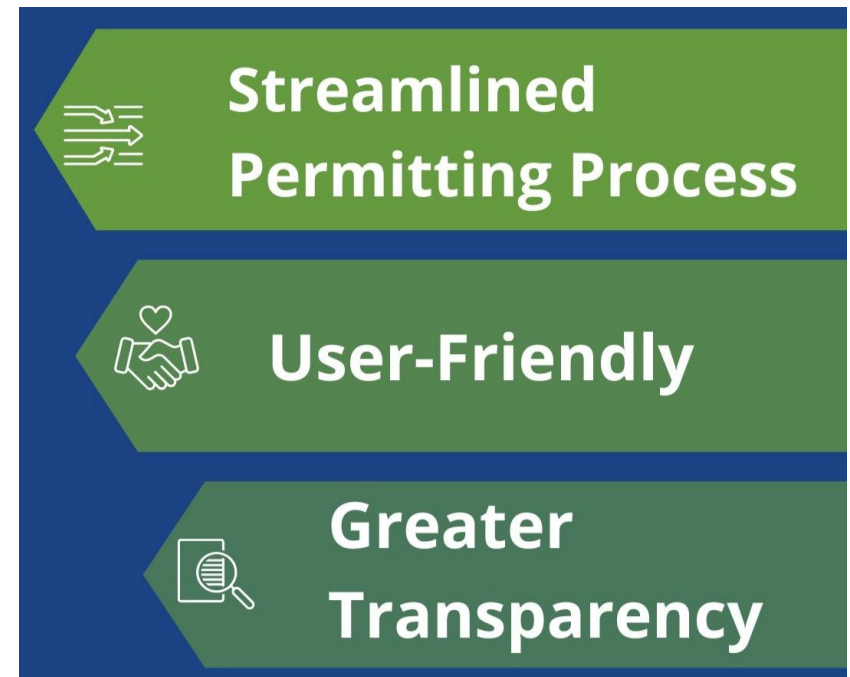 Streamlined
Permitting Process
User-Friendly
Greater
Transparency